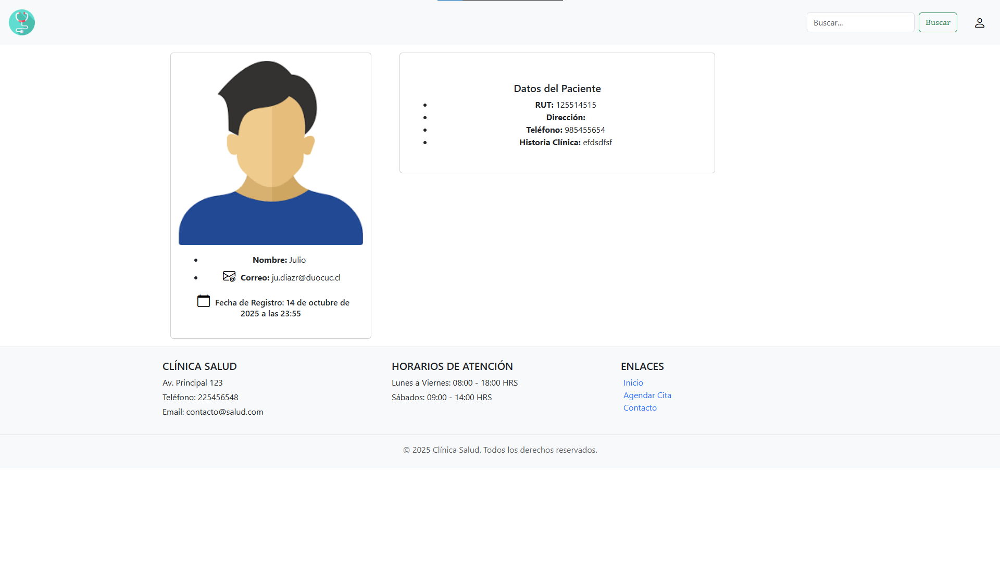 Buscar...
Buscar
Datos del Paciente
RUT: 125514515
Dirección:
Teléfono: 985455654
Historia Clínica: efdsdfsf
Nombre: Julio
Correo: ju.diazr@duocuc.cl
Fecha de Registro: 14 de octubre de
2025 a las 23:55
CLÍNICA SALUD
Av. Principal 123
Teléfono: 225456548
Email: contacto@salud.com
HORARIOS DE ATENCIÓN
Lunes a Viernes: 08:00 - 18:00 HRS
Sábados: 09:00 - 14:00 HRS
ENLACES
Inicio
Agendar Cita
Contacto
© 2025 Clínica Salud. Todos los derechos reservados.